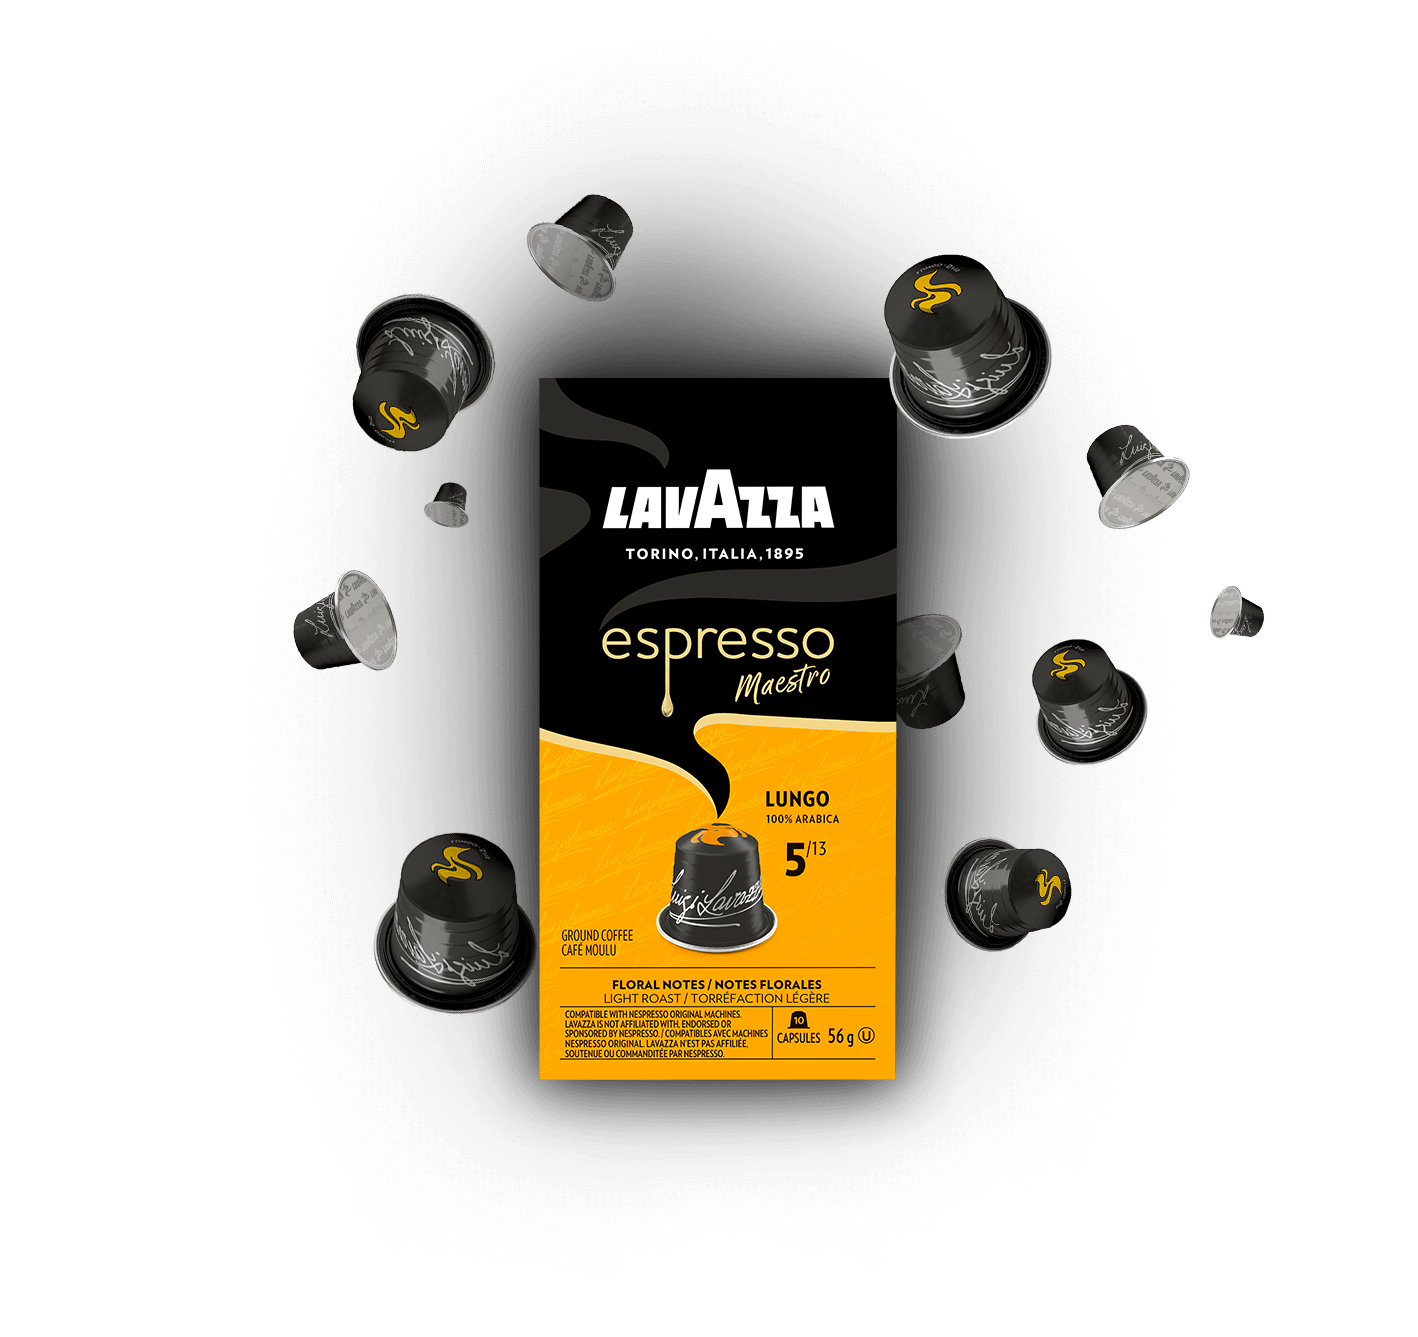 LAVAZZA
TORINO, ITALIA, 1895
espresso
Maestro
LUNGO
100% ARABICA
5/13
Luigi Lavazza
GROUND COFFEE
CAFÉ MOULU
FLORAL NOTES / NOTES FLORALES
LIGHT ROAST / TORRÉFACTION LÉGÈRE
COMPATIBLE WITH NESPRESSO ORIGINAL MACHINES.
LAVAZZA IS NOT AFFILIATED WITH, ENDORSED OR
SPONSORED BY NESPRESSO. / COMPATIBLES AVEC MACHINES
NESPRESSO ORIGINAL. LAVAZZA N'EST PAS AFFILIÉE,
SOUTENUE OU COMMANDITÉE PAR NESPRESSO.
10
CAPSULES 56 g U